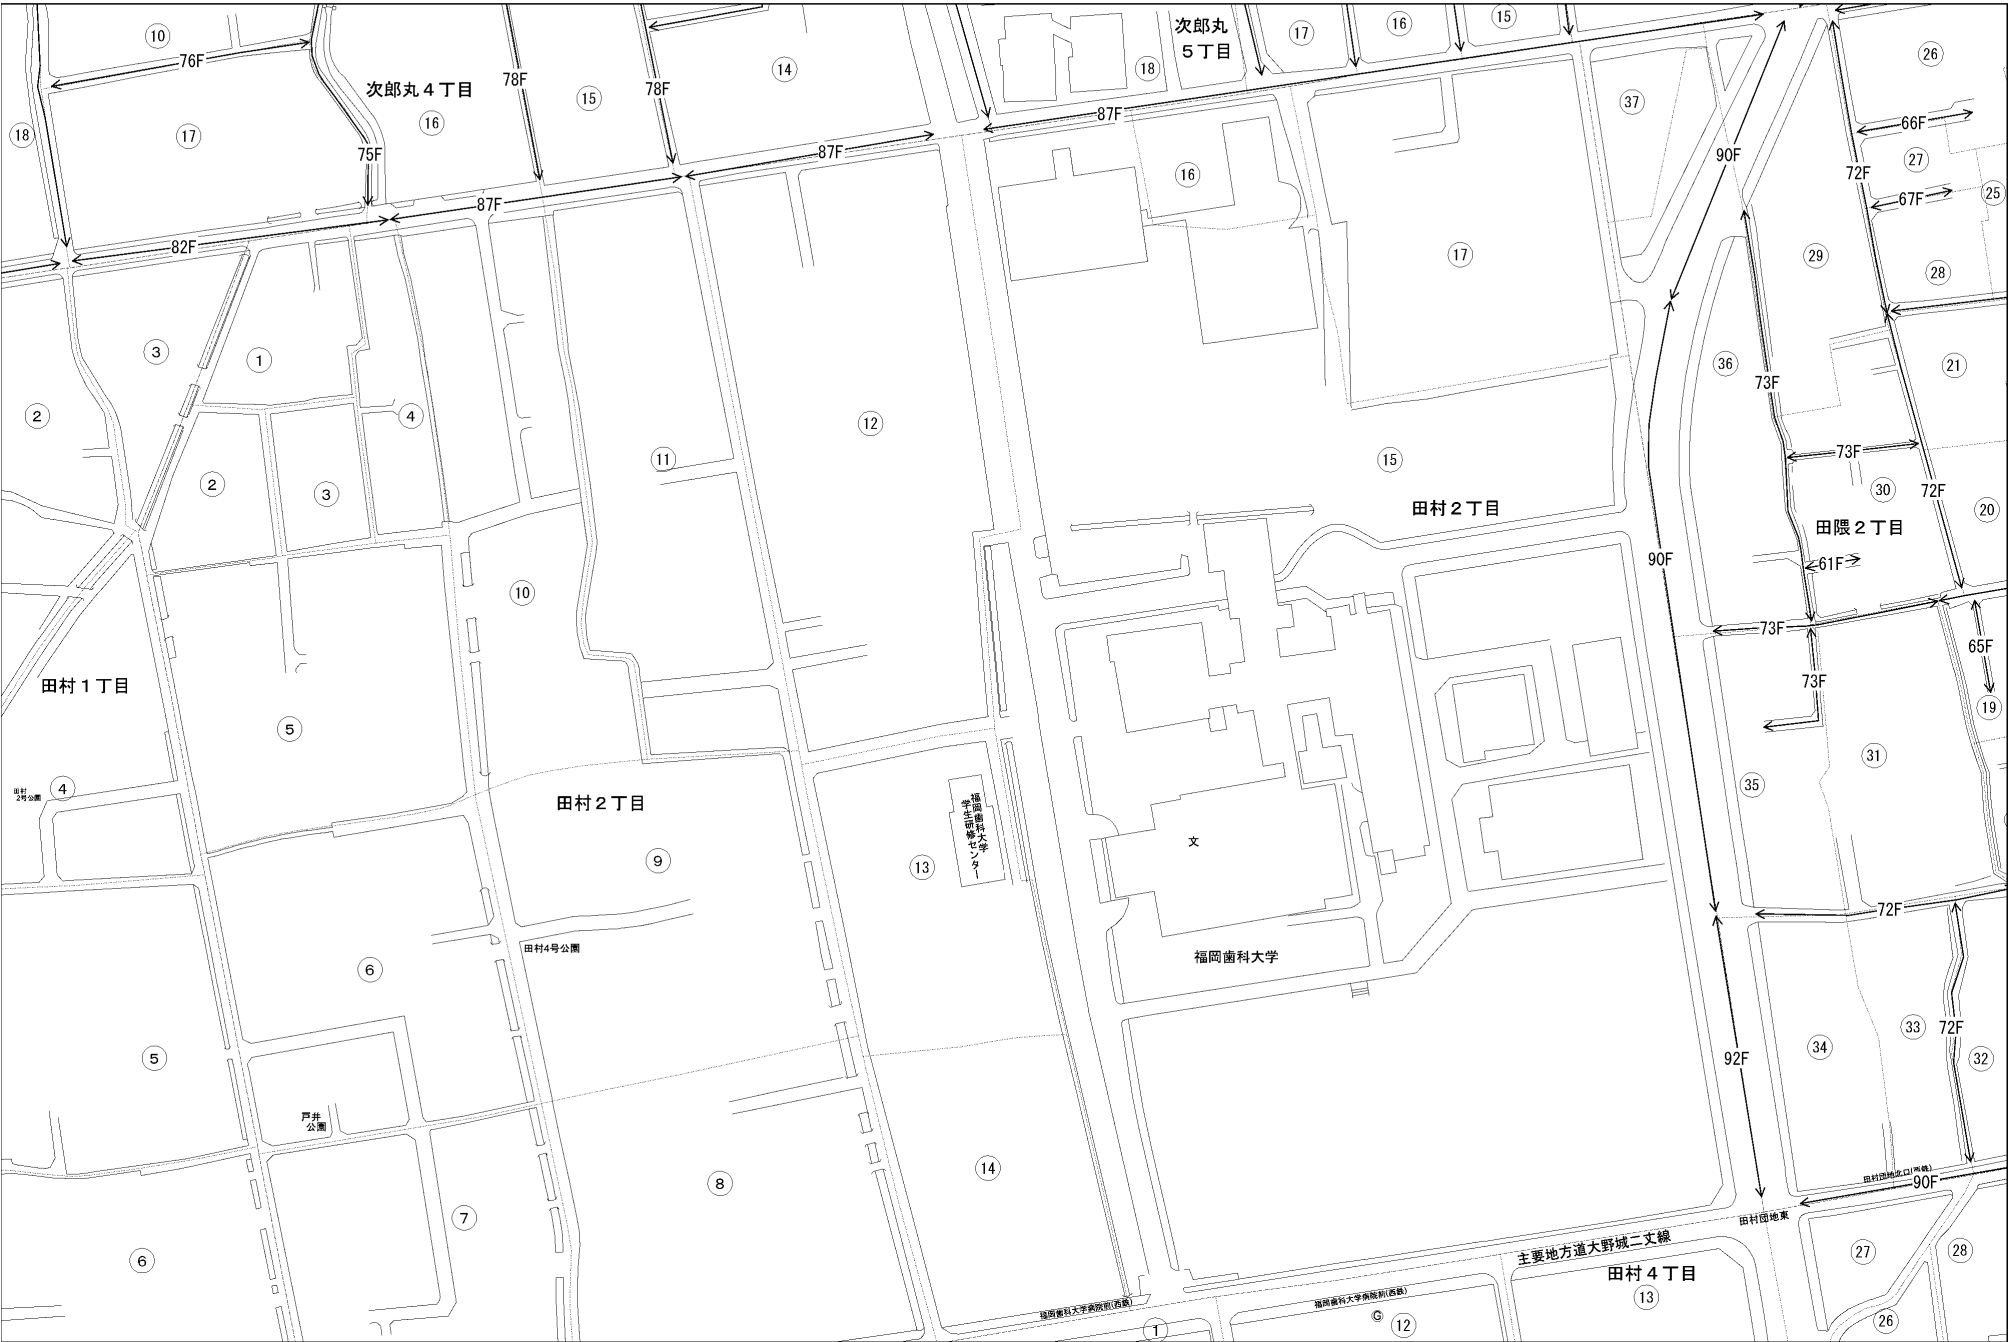 ⑩
76F
次郎丸４丁目
⑯
78F
⑮
78F
⑭
次郎丸
５丁目
⑱
⑰
⑯
⑮
㉖
⑱
⑰
75F
87F
87F
㊲
66F
㉗
90F
72F
67F
㉕
⑯
87F
82F
⑰
㉙
㉘
③
①
④
②
⑫
㊱
73F
㉑
⑪
⑮
73F
②
③
田村２丁目
㉚
72F
⑳
田隈２丁目
90F
61F
⑩
73F
65F
田村１丁目
73F
⑲
⑤
㉛
㉟
④
田村
2号公園
田村２丁目
福岡歯科大学
学生研修センター
⑬
文
⑨
72F
田村4号公園
⑥
福岡歯科大学
㉝
72F
㉞
92F
㉜
⑤
戸井
公園
⑭
⑧
田村団地北口(西鉄)
90F
⑦
田村団地東
主要地方道大野城二丈線
㉗
㉘
⑥
田村４丁目
⑬
福岡歯科大学病院前(西鉄)
福岡歯科大学病院前(西鉄)
G
⑫
①
㉖